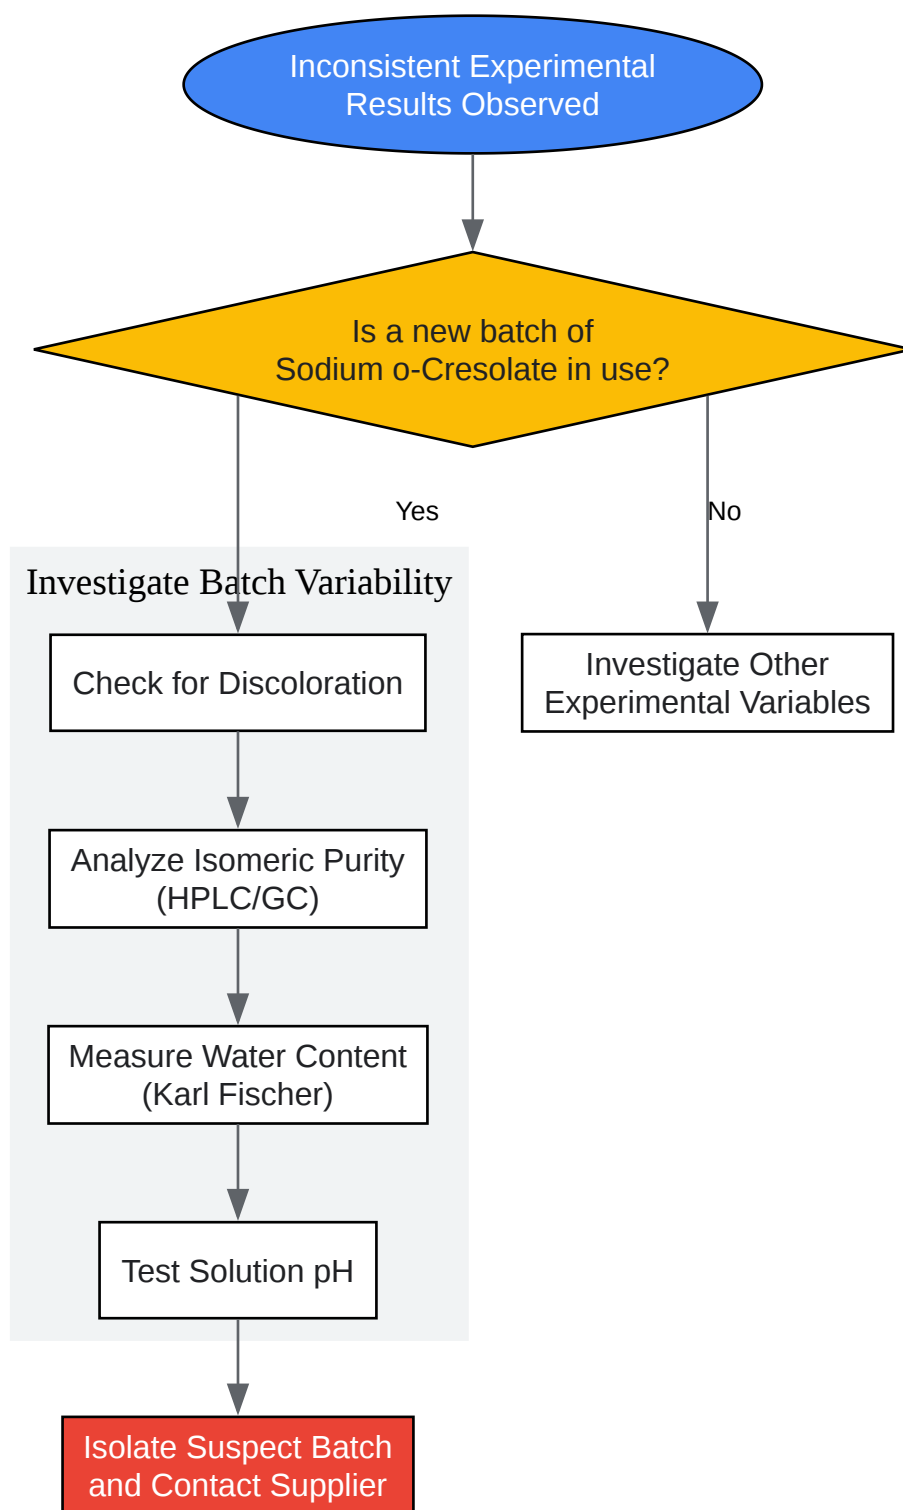 Inconsistent Experimental
Results Observed
Is a new batch of
Sodium o-Cresolate in use?
Yes
No
Investigate Batch Variability
Check for Discoloration
Investigate Other
Experimental Variables
Analyze Isomeric Purity
(HPLC/GC)
Measure Water Content
(Karl Fischer)
Test Solution pH
Isolate Suspect Batch
and Contact Supplier